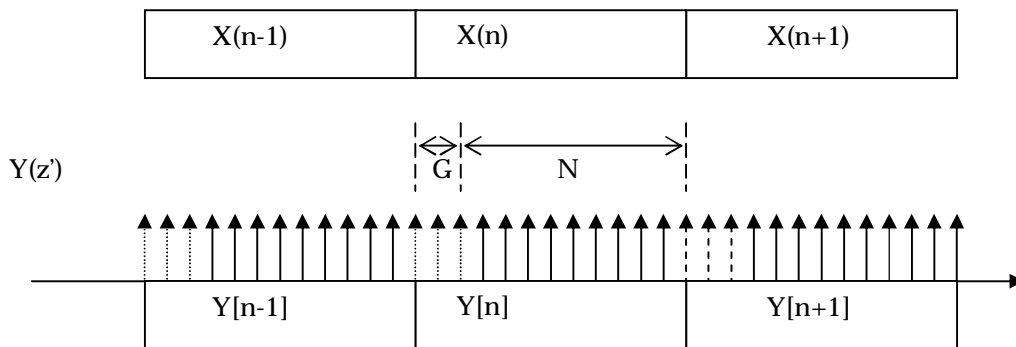 X(n-1) X(n) X(n+1)
G N
Y(z')
Y[n-1] Y[n] Y[n+1]